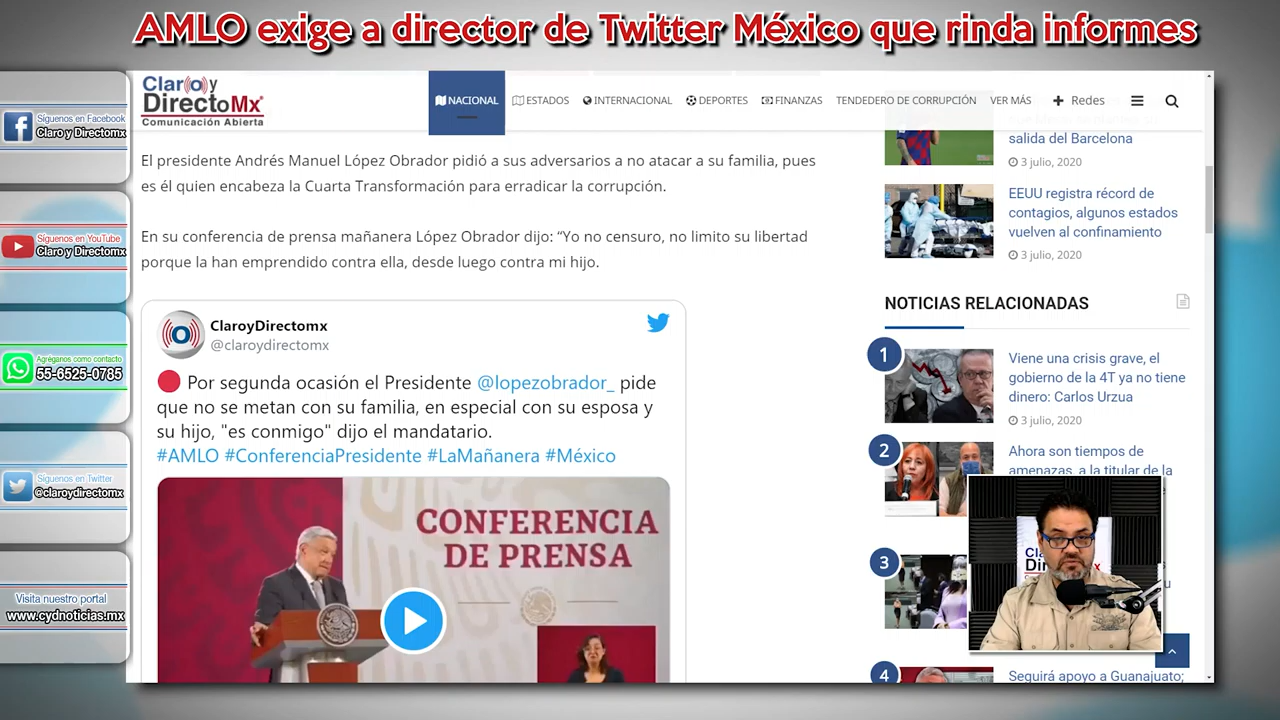 AMLO exige a director de Twitter México que rinda informes
Claro y
DirectoMx
Comunicación Abierta
NACIONAL
ESTADOS
INTERNACIONAL
DEPORTES
FINANZAS
TENDEDERO DE CORRUPCIÓN
VER MÁS
Redes
Síguenos en Facebook
Claro y Directomx
Síguenos en YouTube
Claro y Directomx
Agréganos como contacto
55-6525-0785
Síguenos en Twitter
@claroydirectomx
Visita nuestro portal
www.cydnoticias.mx
El presidente Andrés Manuel López Obrador pidió a sus adversarios a no atacar a su familia, pues
es él quien encabeza la Cuarta Transformación para erradicar la corrupción.
En su conferencia de prensa mañanera López Obrador dijo: “Yo no censuro, no limito su libertad
porque la han emprendido contra ella, desde luego contra mi hijo.
ClaroyDirectomx
@claroydirectomx
Por segunda ocasión el Presidente @lopezobrador_ pide
que no se metan con su familia, en especial con su esposa y
su hijo, "es conmigo" dijo el mandatario.
#AMLO #ConferenciaPresidente #LaMañanera #México
CONFERENCIA
DE PRENSA
salida del Barcelona
3 julio, 2020
EEUU registra récord de
contagios, algunos estados
vuelven al confinamiento
3 julio, 2020
NOTICIAS RELACIONADAS
1
Viene una crisis grave, el
gobierno de la 4T ya no tiene
dinero: Carlos Urzua
3 julio, 2020
2
Ahora son tiempos de
amenazas, a la titular de la
3
4
Seguirá apoyo a Guanajuato;